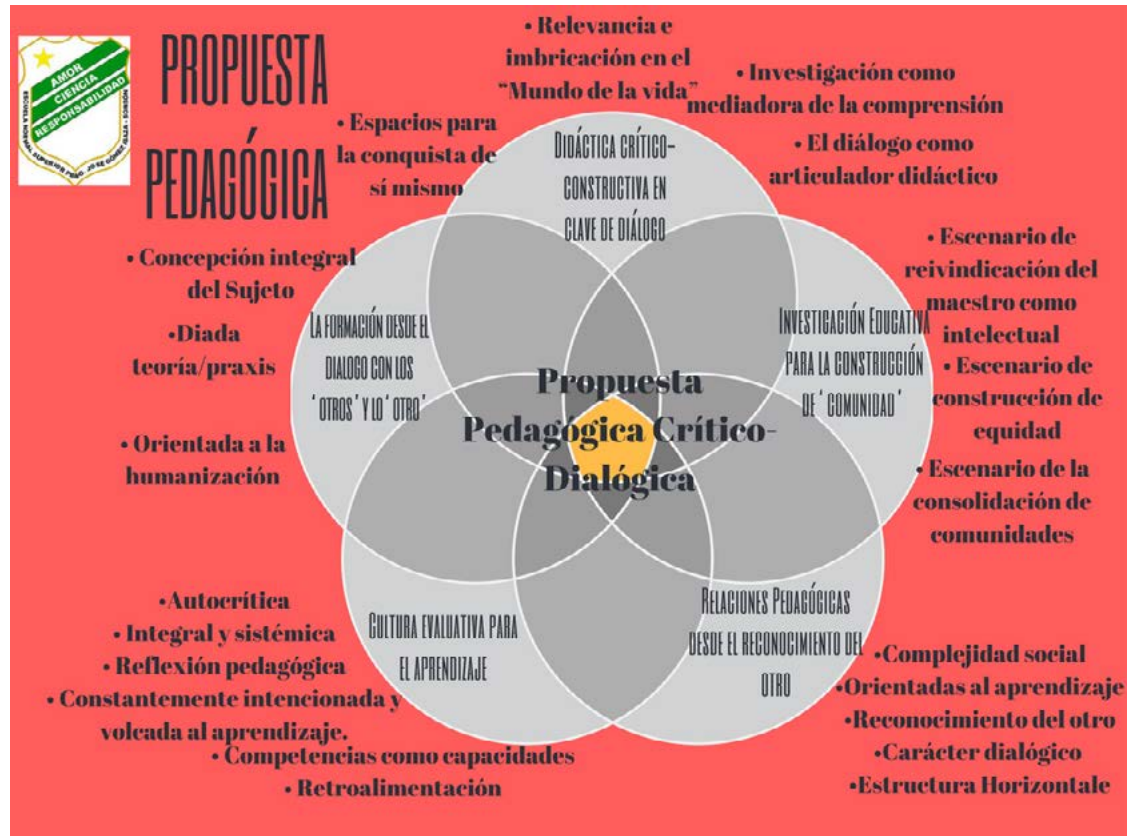 AMOR
CIENCIA
RESPONSABILIDAD
PROPUESTA
PEDAGÓGICA
• Relevancia e
imbricación en el
“Mundo de la vida”
• Espacios para
la conquista de
sí mismo
• Investigación como
mediadora de la comprensión
• El diálogo como
articulador didáctico
DIDÁCTICA CRÍTICO-
CONSTRUCTIVA EN
CLAVE DE DIÁLOGO
• Concepción integral
del Sujeto
•Diada
teoría/praxis
• Orientada a la
humanización
LA FORMACIÓN DESDE EL
DIALOGO CON LOS
'OTROS' Y LO 'OTRO'
INVESTIGACIÓN EDUCATIVA
PARA LA CONSTRUCCIÓN
DE 'COMUNIDAD'
• Escenario de
reivindicación del
maestro como
intelectual
• Escenario de
construcción de
equidad
• Escenario de la
consolidación de
comunidades
Propuesta
Pedagógica Crítico-
Dialógica
CULTURA EVALUATIVA PARA
EL APRENDIZAJE
•Autocrítica
• Integral y sistémica
• Reflexión pedagógica
• Constantemente intencionada y
volcada al aprendizaje.
• Competencias como capacidades
• Retroalimentación
RELACIONES PEDAGÓGICAS
DESDE EL RECONOCIMIENTO DEL
OTRO
•Complejidad social
•Orientadas al aprendizaje
•Reconocimiento del otro
•Carácter dialógico
•Estructura Horizontale